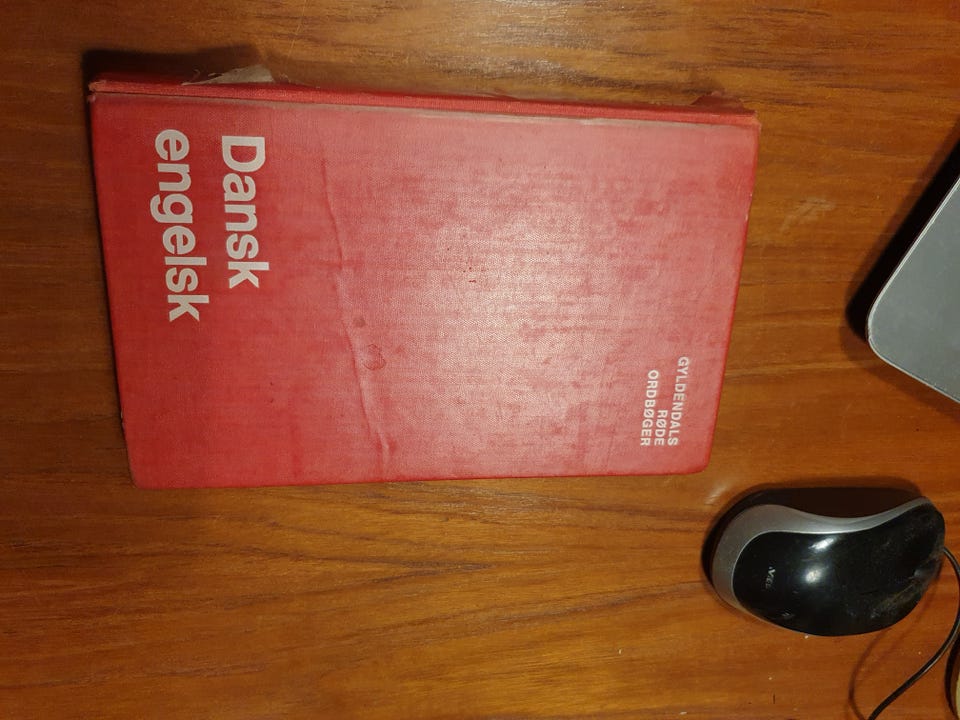 Dansk
engelsk
GYLDENDALS
RØDE
ORDBØGER